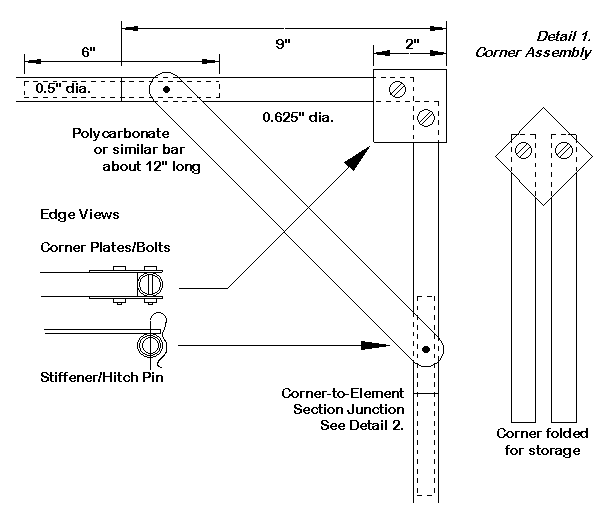 Detail 1.
Corner Assembly
6"
9"
2"
0.5" dia.
0.625" dia.
Polycarbonate
or similar bar
about 12" long
Edge Views
Corner Plates/Bolts
Stiffener/Hitch Pin
Corner-to-Element
Section Junction
See Detail 2.
Corner folded
for storage